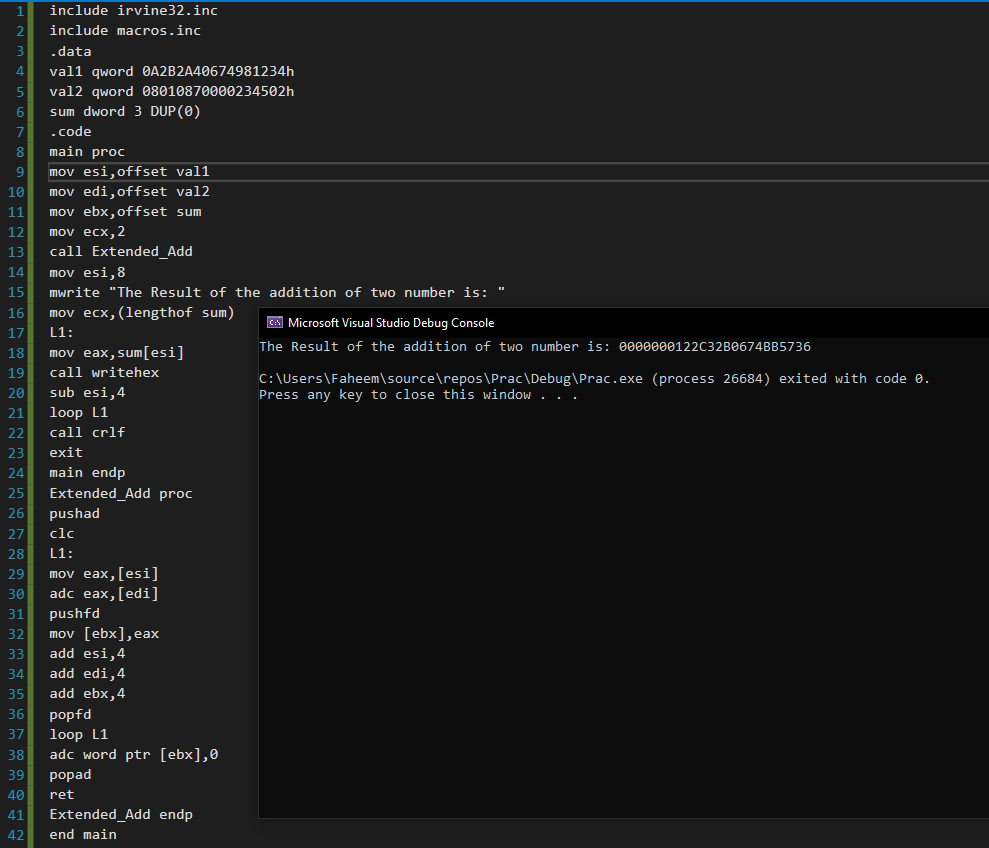 1 include irvine32.inc
2 include macros.inc
3 .data
4 val1 qword 0A2B2A40674981234h
5 val2 qword 08010870000234502h
6 sum dword 3 DUP(0)
7 .code
8 main proc
9 mov esi,offset val1
10 mov edi,offset val2
11 mov ebx,offset sum
12 mov ecx,2
13 call Extended_Add
14 mov esi,8
15 mwrite "The Result of the addition of two number is: "
16 mov ecx,(lengthof sum)
17 L1:
18 mov eax,sum[esi]
19 call writehex
20 sub esi,4
21 loop L1
22 call crlf
23 exit
24 main endp
25 Extended_Add proc
26 pushad
27 clc
28 L1:
29 mov eax,[esi]
30 adc eax,[edi]
31 pushfd
32 mov [ebx],eax
33 add esi,4
34 add edi,4
35 add ebx,4
36 popfd
37 loop L1
38 adc word ptr [ebx],0
39 popad
40 ret
41 Extended_Add endp
42 end main
C:\ Microsoft Visual Studio Debug Console
The Result of the addition of two number is: 0000000122C32B0674BB5736
C:\Users\Faheem\source\repos\Prac\Debug\Prac.exe (process 26684) exited with code 0.
Press any key to close this window . . .